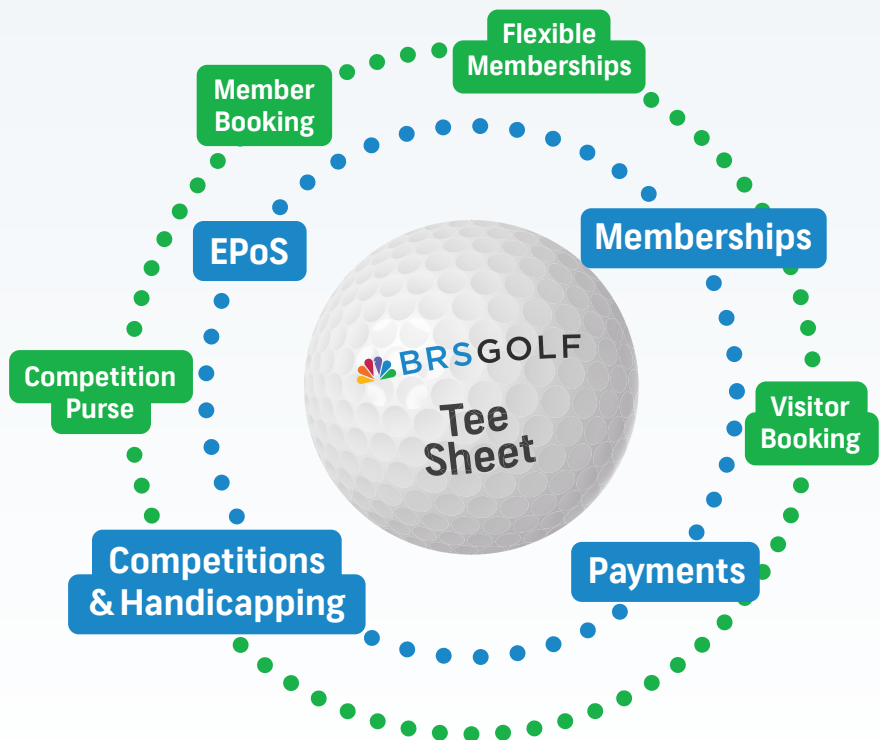 Flexible
Memberships
Member
Booking
EPoS
Memberships
BRSGOLF
Tee
Sheet
Competition
Purse
Visitor
Booking
Competitions
& Handicapping
Payments